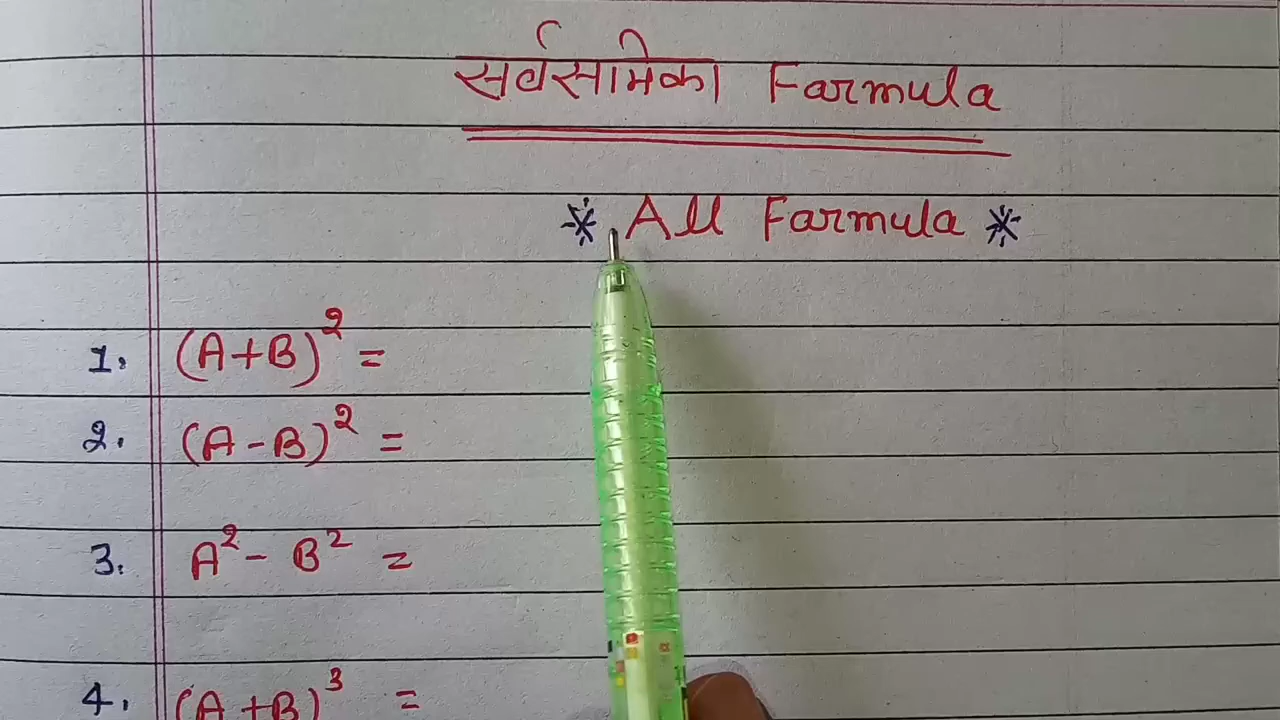 सर्वसामिका Farmula
* All Farmula *
1. (A+B)² =
2. (A-B)² =
3. A² - B² =
4. (A+B)³ =